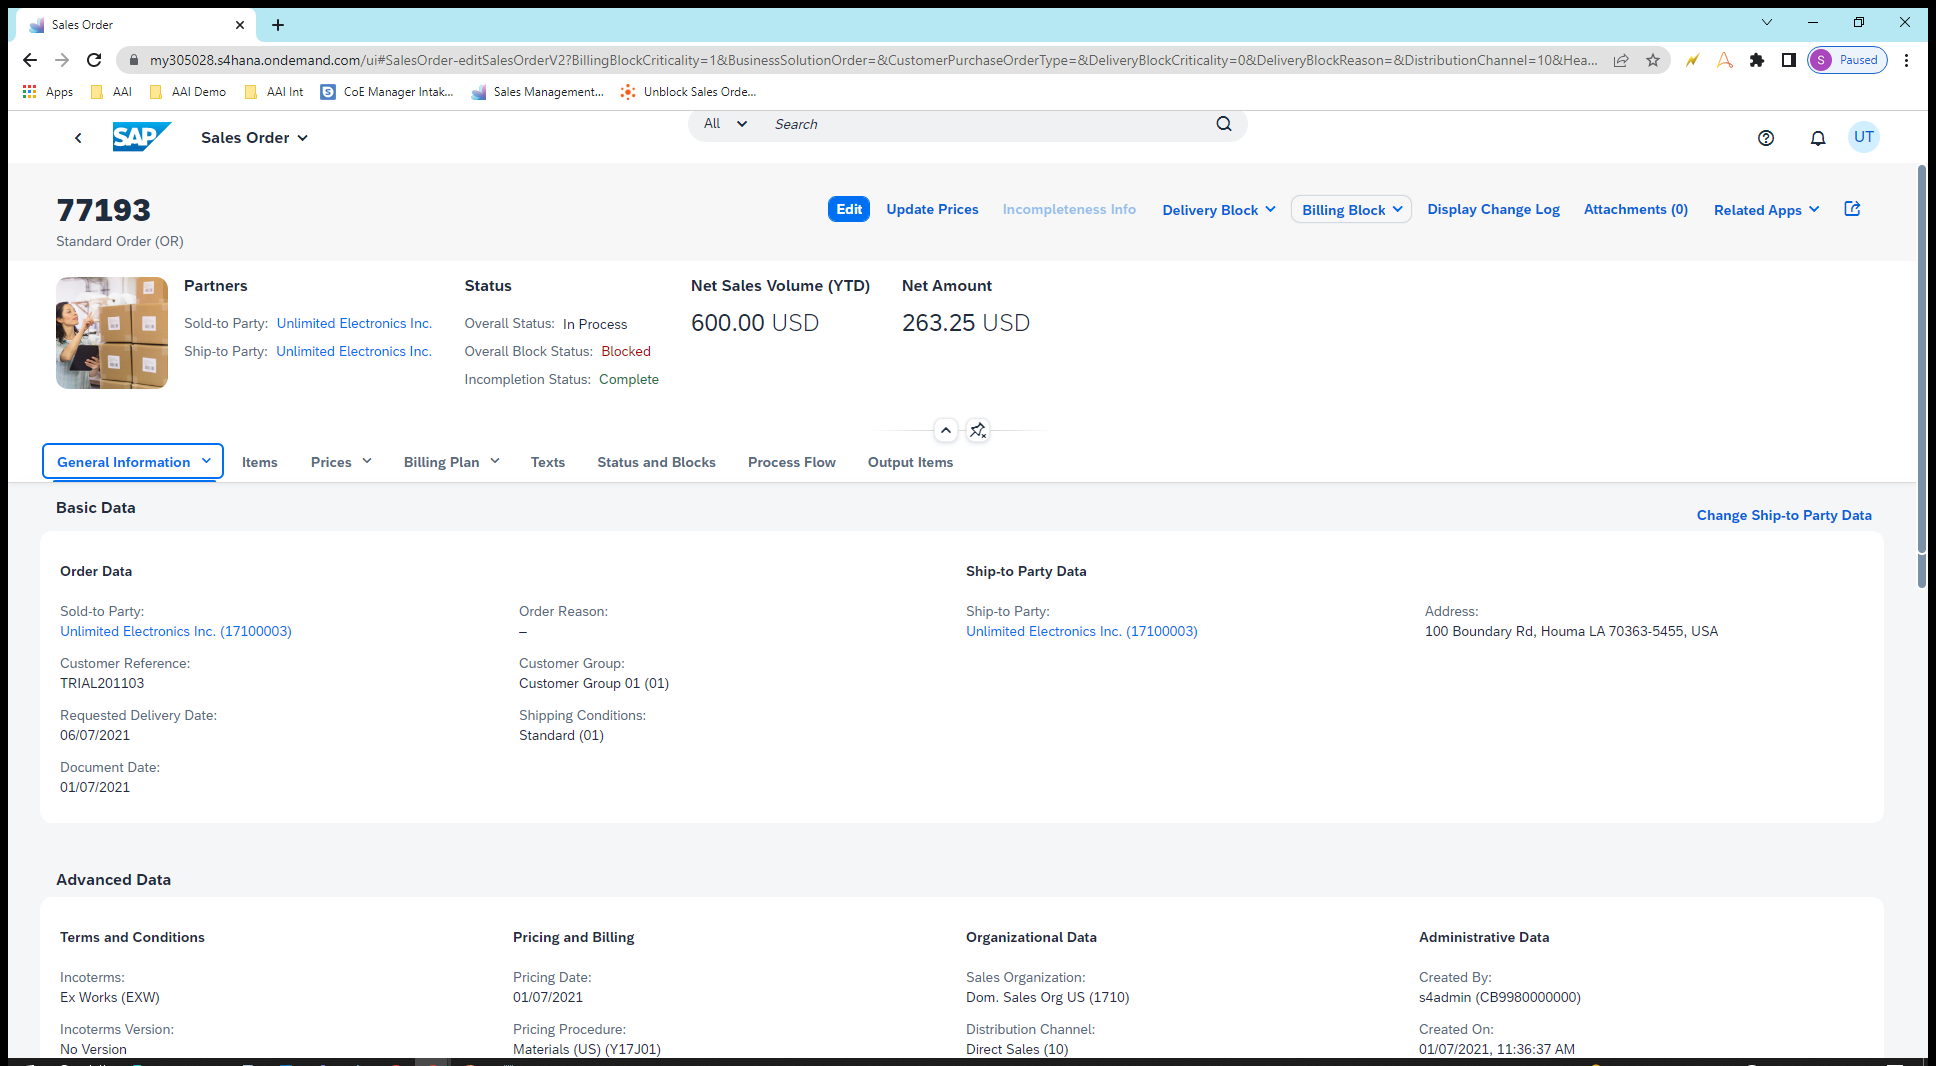 Sales Order
my305028.s4hana.ondemand.com/ui#SalesOrder-editSalesOrderV2?BillingBlockCriticality=1&BusinessSolutionOrder=&CustomerPurchaseOrderType=&DeliveryBlockCriticality=0&DeliveryBlockReason=&DistributionChannel=10&Hea...
S Paused
Apps AAI AAI Demo AAI Int CoE Manager Intak... Sales Management... Unblock Sales Orde...
SAP Sales Order All Search UT
77193
Standard Order (OR)
Edit Update Prices Incompleteness Info Delivery Block Billing Block Display Change Log Attachments (0) Related Apps
Partners Status Net Sales Volume (YTD) Net Amount
Sold-to Party: Unlimited Electronics Inc. Overall Status: In Process 600.00 USD 263.25 USD
Ship-to Party: Unlimited Electronics Inc. Overall Block Status: Blocked
Incompletion Status: Complete
General Information Items Prices Billing Plan Texts Status and Blocks Process Flow Output Items
Basic Data
Change Ship-to Party Data
Order Data Ship-to Party Data
Sold-to Party: Order Reason: Ship-to Party: Address:
Unlimited Electronics Inc. (17100003) – Unlimited Electronics Inc. (17100003) 100 Boundary Rd, Houma LA 70363-5455, USA
Customer Reference: Customer Group:
TRIAL201103 Customer Group 01 (01)
Requested Delivery Date: Shipping Conditions:
06/07/2021 Standard (01)
Document Date:
01/07/2021
Advanced Data
Terms and Conditions Pricing and Billing Organizational Data Administrative Data
Incoterms: Pricing Date: Sales Organization: Created By:
Ex Works (EXW) 01/07/2021 Dom. Sales Org US (1710) s4admin (CB9980000000)
Incoterms Version: Pricing Procedure: Distribution Channel: Created On:
No Version Materials (US) (Y17J01) Direct Sales (10) 01/07/2021, 11:36:37 AM